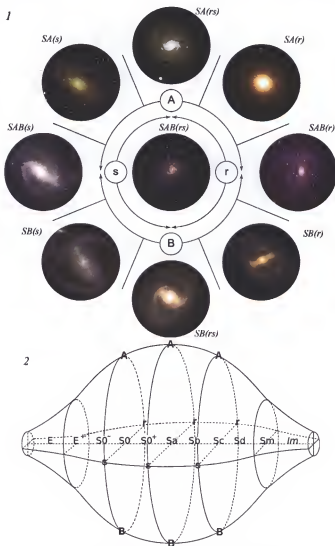 1
SA(rs)
SA(s)
SA(r)
A
SAB(s)
SAB(rs)
SAB(r)
s
r
B
SB(s)
SB(r)
SB(rs)
2
A
A A
r r r
E E⁺ S0⁻ S0 S0⁺ Sa Sb Sc Sd Sm Im
s s s
B B
B